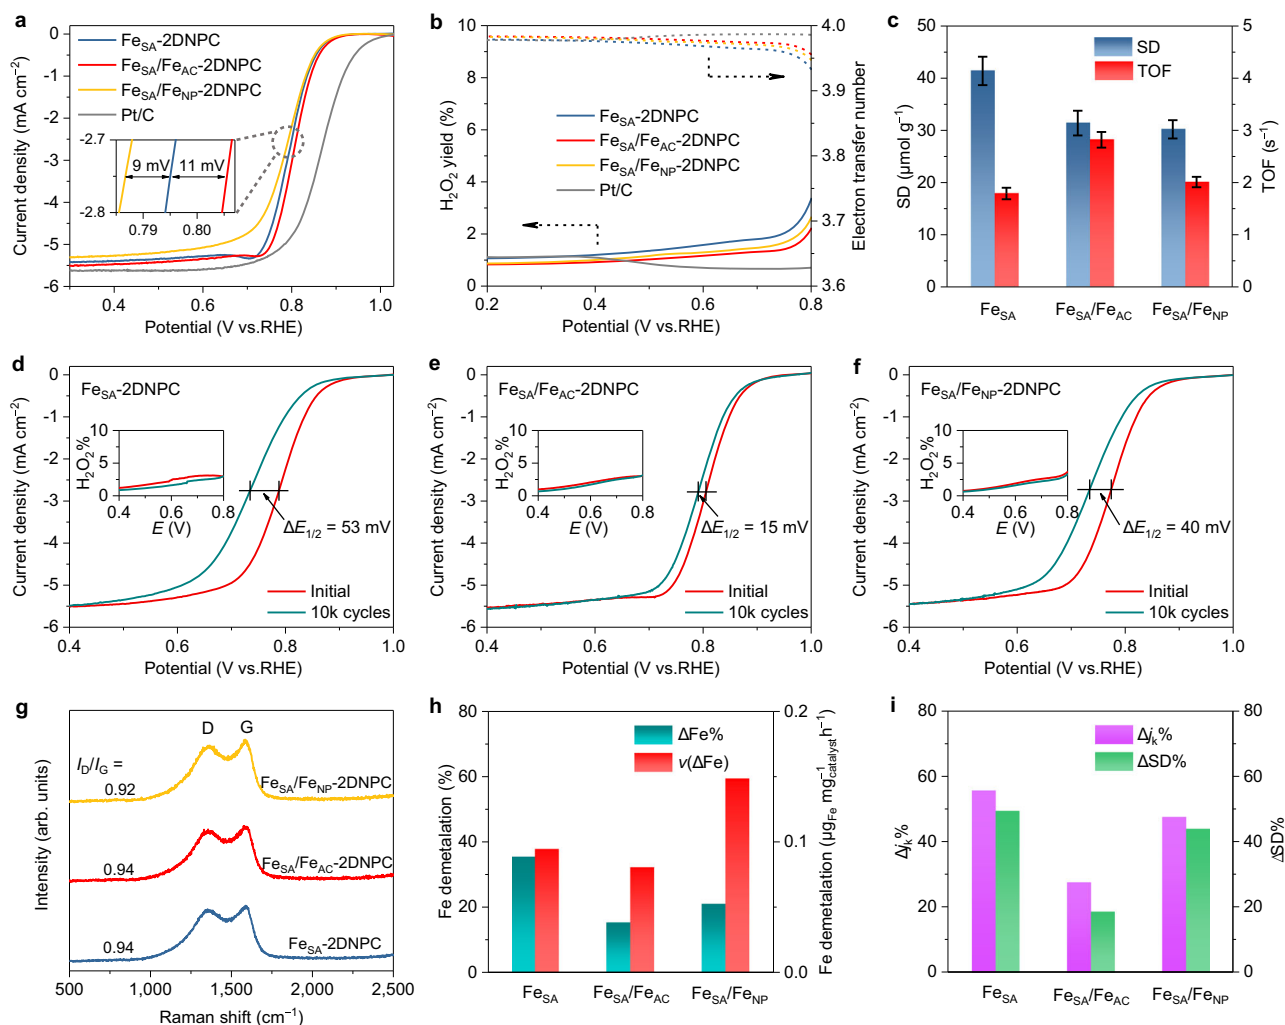 a
Current density (mA cm−2)
0
-1
-2
-3
-4
-5
-6
FeSA-2DNPC
FeSA/FeAC-2DNPC
FeSA/FeNP-2DNPC
Pt/C
-2.7
-2.8
9 mV
11 mV
0.79
0.80
0.4
0.6
0.8
1.0
Potential (V vs.RHE)
b
H2O2 yield (%)
10
8
6
4
2
0
FeSA-2DNPC
FeSA/FeAC-2DNPC
FeSA/FeNP-2DNPC
Pt/C
4.0
3.9
3.8
3.7
3.6
Electron transfer number
0.2
0.4
0.6
0.8
Potential (V vs.RHE)
c
SD (μmol g−1)
50
40
30
20
10
0
SD
TOF
5
4
3
2
1
0
TOF (s−1)
FeSA
FeSA/FeAC
FeSA/FeNP
d
Current density (mA cm−2)
0
-1
-2
-3
-4
-5
-6
FeSA-2DNPC
H2O2%
10
5
0
0.4
0.6
0.8
E (V)
ΔE1/2 = 53 mV
Initial
10k cycles
0.4
0.6
0.8
1.0
Potential (V vs.RHE)
e
Current density (mA cm−2)
0
-1
-2
-3
-4
-5
-6
FeSA/FeAC-2DNPC
H2O2%
10
5
0
0.4
0.6
0.8
E (V)
ΔE1/2 = 15 mV
Initial
10k cycles
0.4
0.6
0.8
1.0
Potential (V vs.RHE)
f
Current density (mA cm−2)
0
-1
-2
-3
-4
-5
-6
FeSA/FeNP-2DNPC
H2O2%
10
5
0
0.4
0.6
0.8
E (V)
ΔE1/2 = 40 mV
Initial
10k cycles
0.4
0.6
0.8
1.0
Potential (V vs.RHE)
g
Intensity (arb. units)
D
G
ID/IG =
0.92
FeSA/FeNP-2DNPC
0.94
FeSA/FeAC-2DNPC
0.94
FeSA-2DNPC
500
1,000
1,500
2,000
2,500
Raman shift (cm−1)
h
Fe demetalation (%)
80
60
40
20
0
ΔFe%
v(ΔFe)
0.2
0.1
0.0
Fe demetalation (μgFe mg−1catalyst h−1)
FeSA
FeSA/FeAC
FeSA/FeNP
i
Δjk%
80
60
40
20
0
Δjk%
ΔSD%
80
60
40
20
0
ΔSD%
FeSA
FeSA/FeAC
FeSA/FeNP